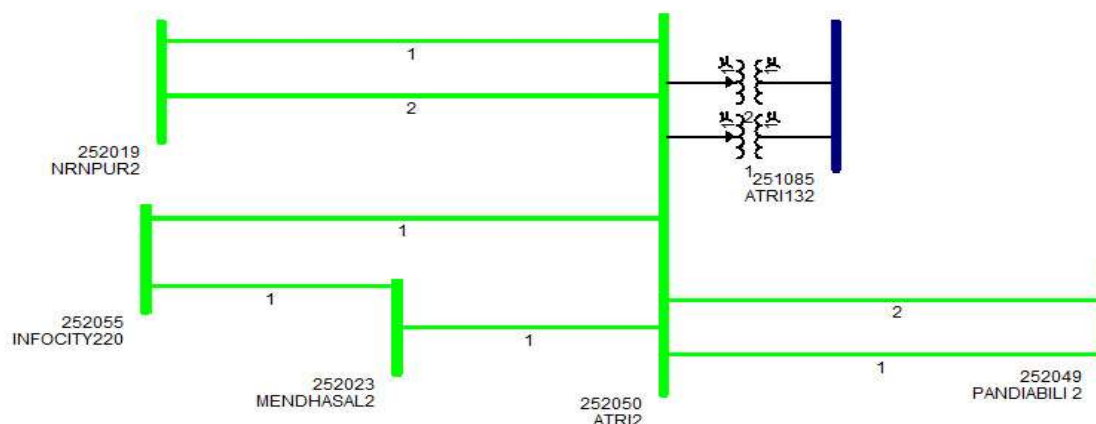 1
2
252019
NRNPUR2
2
1
251085
ATRI132
1
1
252055
INFOCITY220
1
252023
MENDHASAL2
252050
ATRI2
2
1
252049
PANDIABILI 2